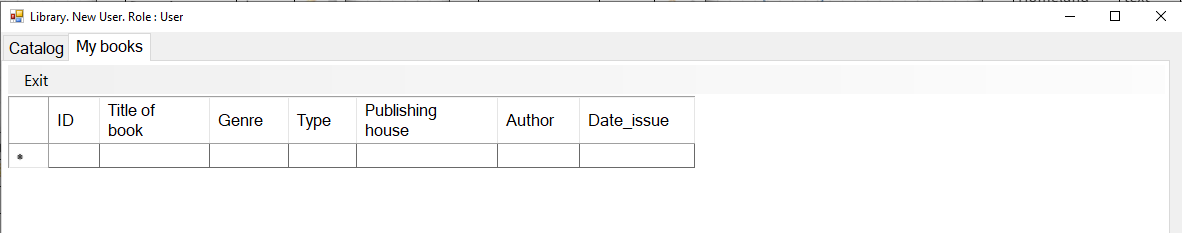 Library. New User. Role : User
Catalog My books
Exit
ID Title of book Genre Type Publishing house Author Date_issue
*